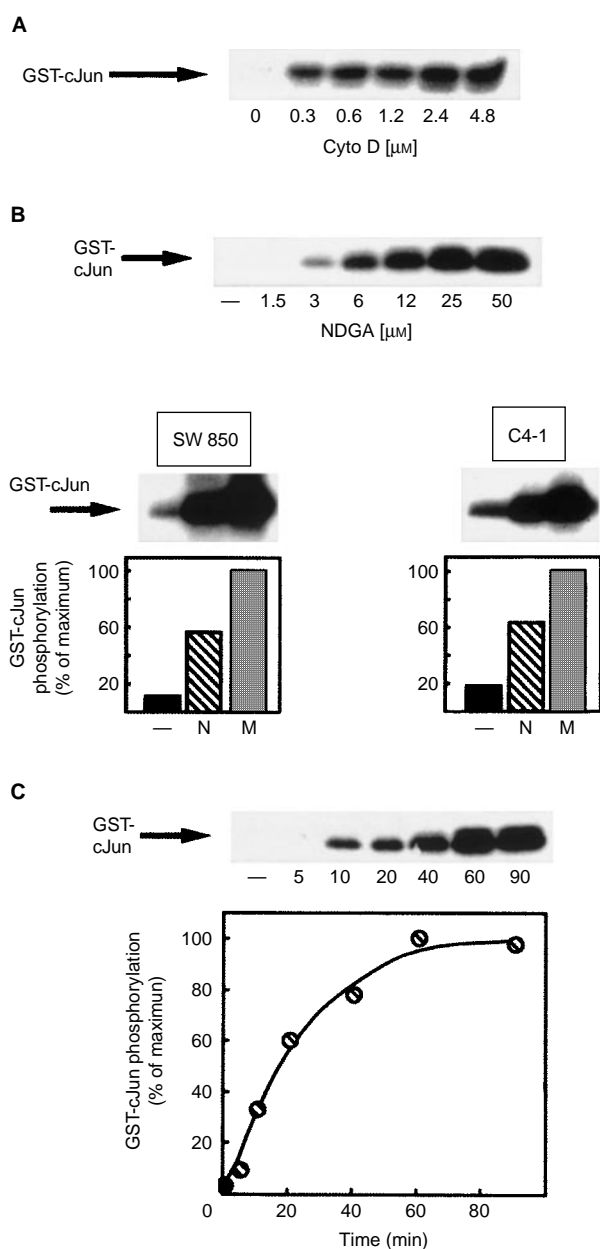 A
GST-cJun
0 0.3 0.6 1.2 2.4 4.8
Cyto D [µM]
B
GST-
cJun
— 1.5 3 6 12 25 50
NDGA [µM]
SW 850
C4-1
GST-cJun
GST-cJun
phosphorylation
(% of maximum)
100
60
20
— N M
100
60
20
— N M
C
GST-
cJun
— 5 10 20 40 60 90
GST-cJun phosphorylation
(% of maximun)
100
80
60
40
20
0 20 40 60 80
Time (min)